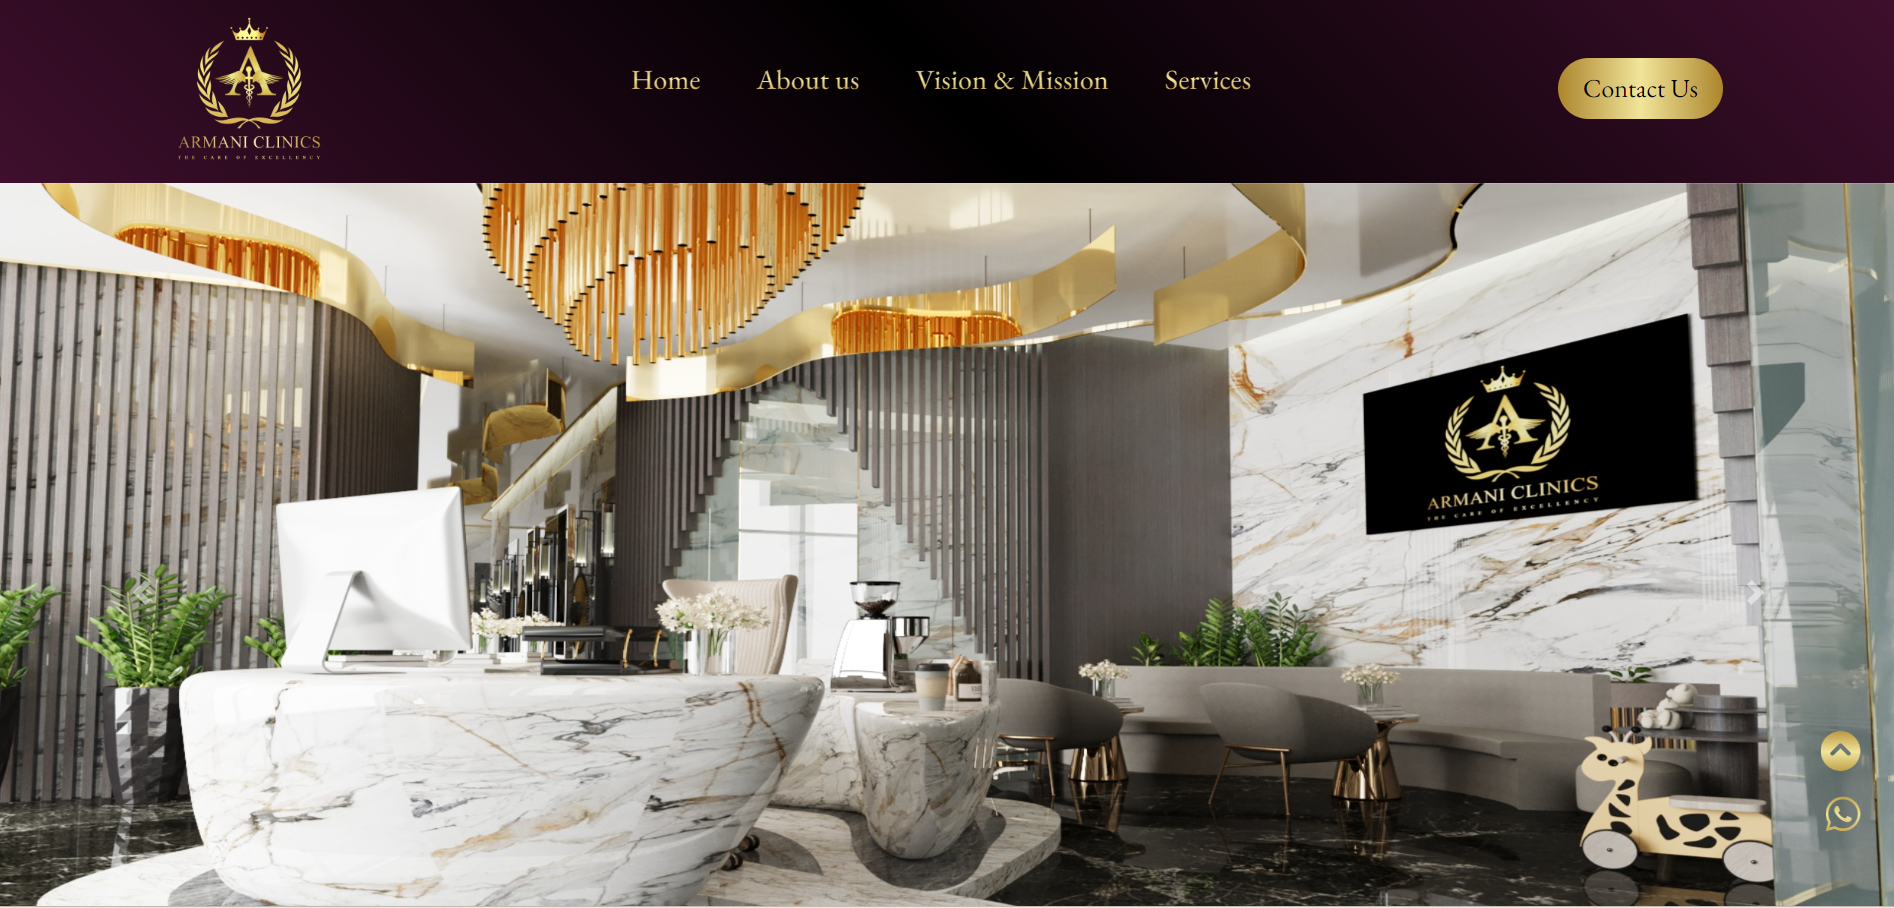 ARMANI CLINICS
THE CARE OF EXCELLENCY
Home
About us
Vision & Mission
Services
Contact Us
ARMANI CLINICS
THE CARE OF EXCELLENCY